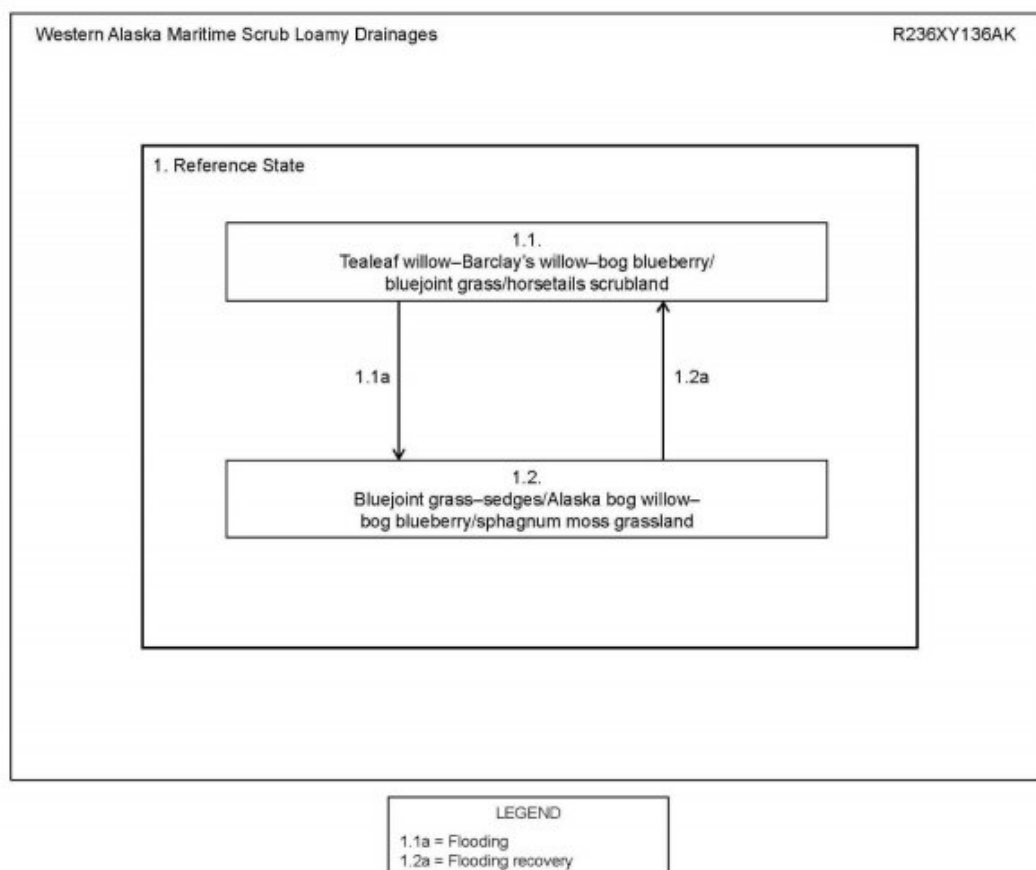 Western Alaska Maritime Scrub Loamy Drainages
R236XY136AK
1. Reference State
1.1.
Tealeaf willow–Barclay's willow–bog blueberry/
bluejoint grass/horsetails scrubland
1.1a
1.2a
1.2.
Bluejoint grass–sedges/Alaska bog willow–
bog blueberry/sphagnum moss grassland
LEGEND
1.1a = Flooding
1.2a = Flooding recovery